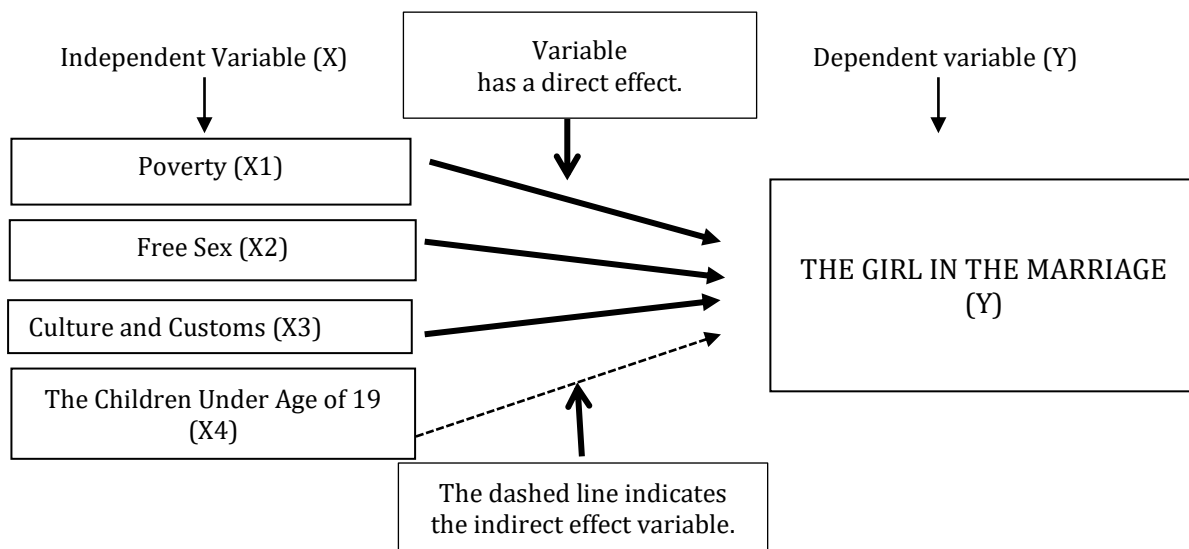 Independent Variable (X)
Variable
has a direct effect.
Dependent variable (Y)
Poverty (X1)
Free Sex (X2)
Culture and Customs (X3)
The Children Under Age of 19
(X4)
THE GIRL IN THE MARRIAGE
(Y)
The dashed line indicates
the indirect effect variable.